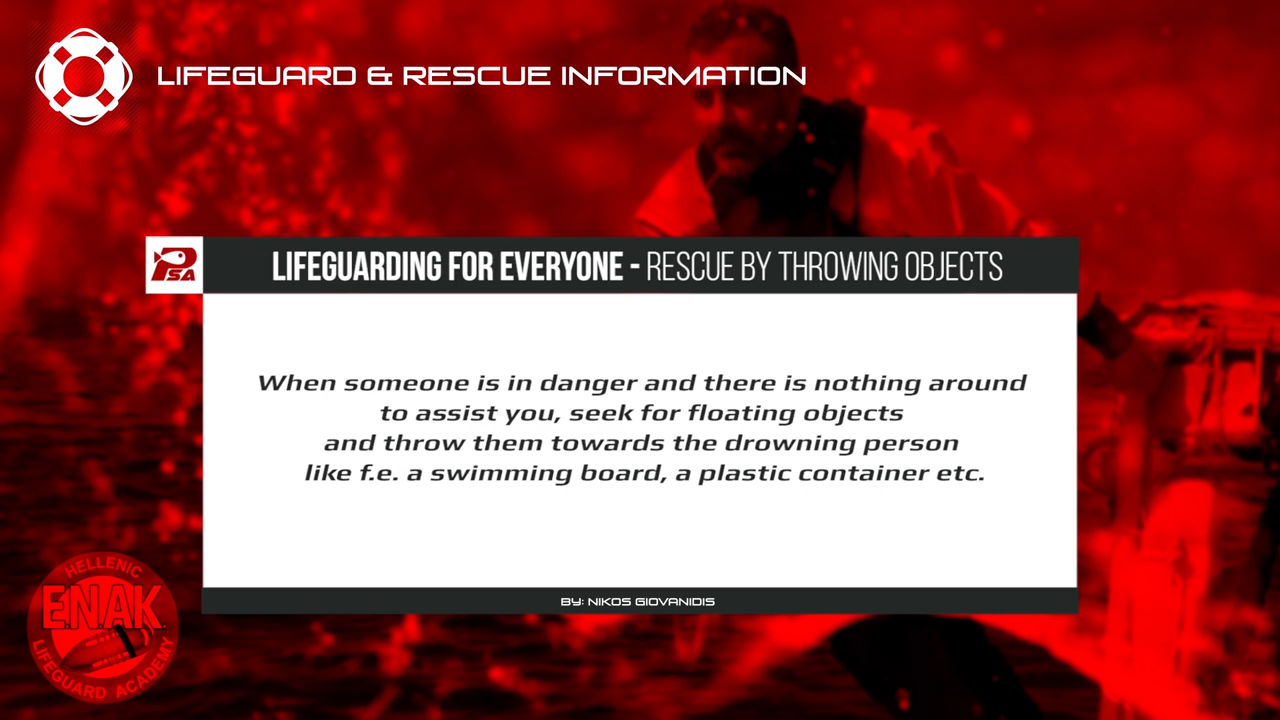 LIFEGUARD & RESCUE INFORMATION
PSA
LIFEGUARDING FOR EVERYONE - RESCUE BY THROWING OBJECTS
When someone is in danger and there is nothing around
to assist you, seek for floating objects
and throw them towards the drowning person
like f.e. a swimming board, a plastic container etc.
BY: NIKOS GIOVANIDIS
HELLENIC
E.N.A.K.
LIFEGUARD ACADEMY